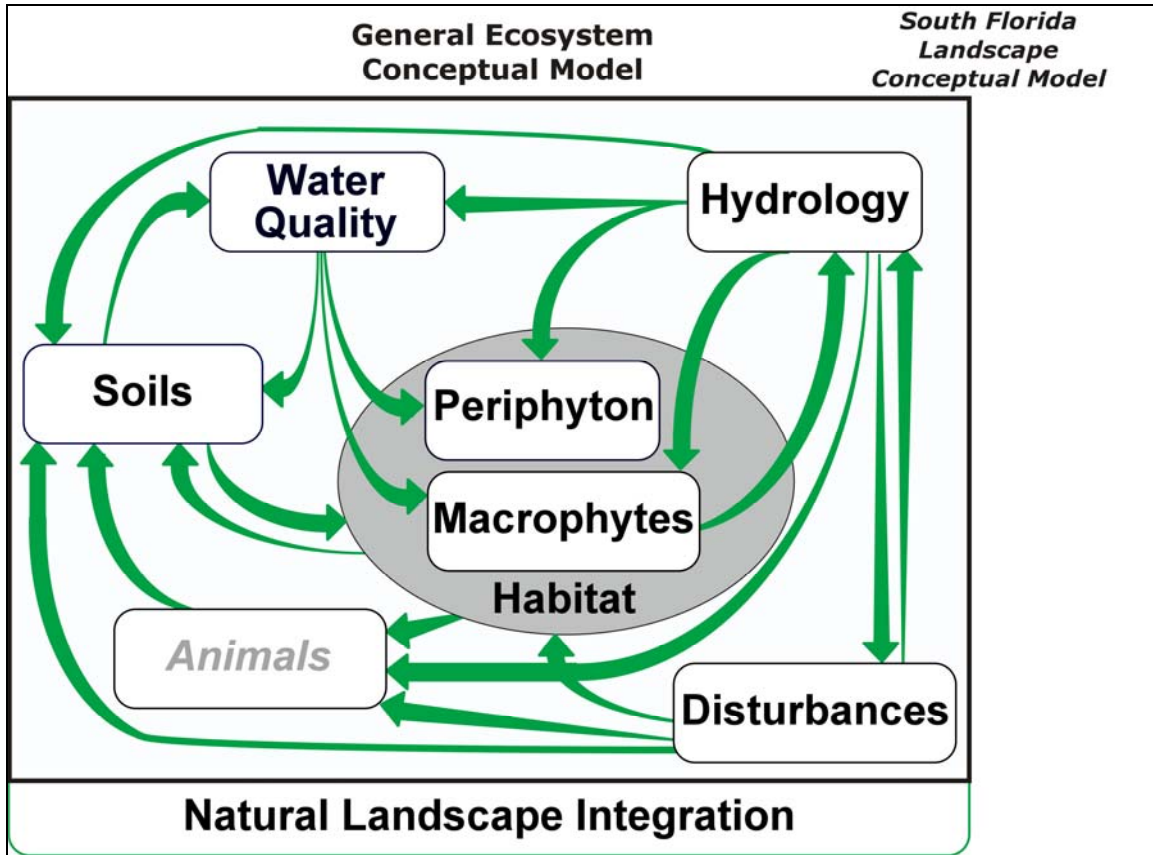 General Ecosystem
Conceptual Model
South Florida
Landscape
Conceptual Model
Water
Quality
Hydrology
Soils
Periphyton
Macrophytes
Habitat
Animals
Disturbances
Natural Landscape Integration